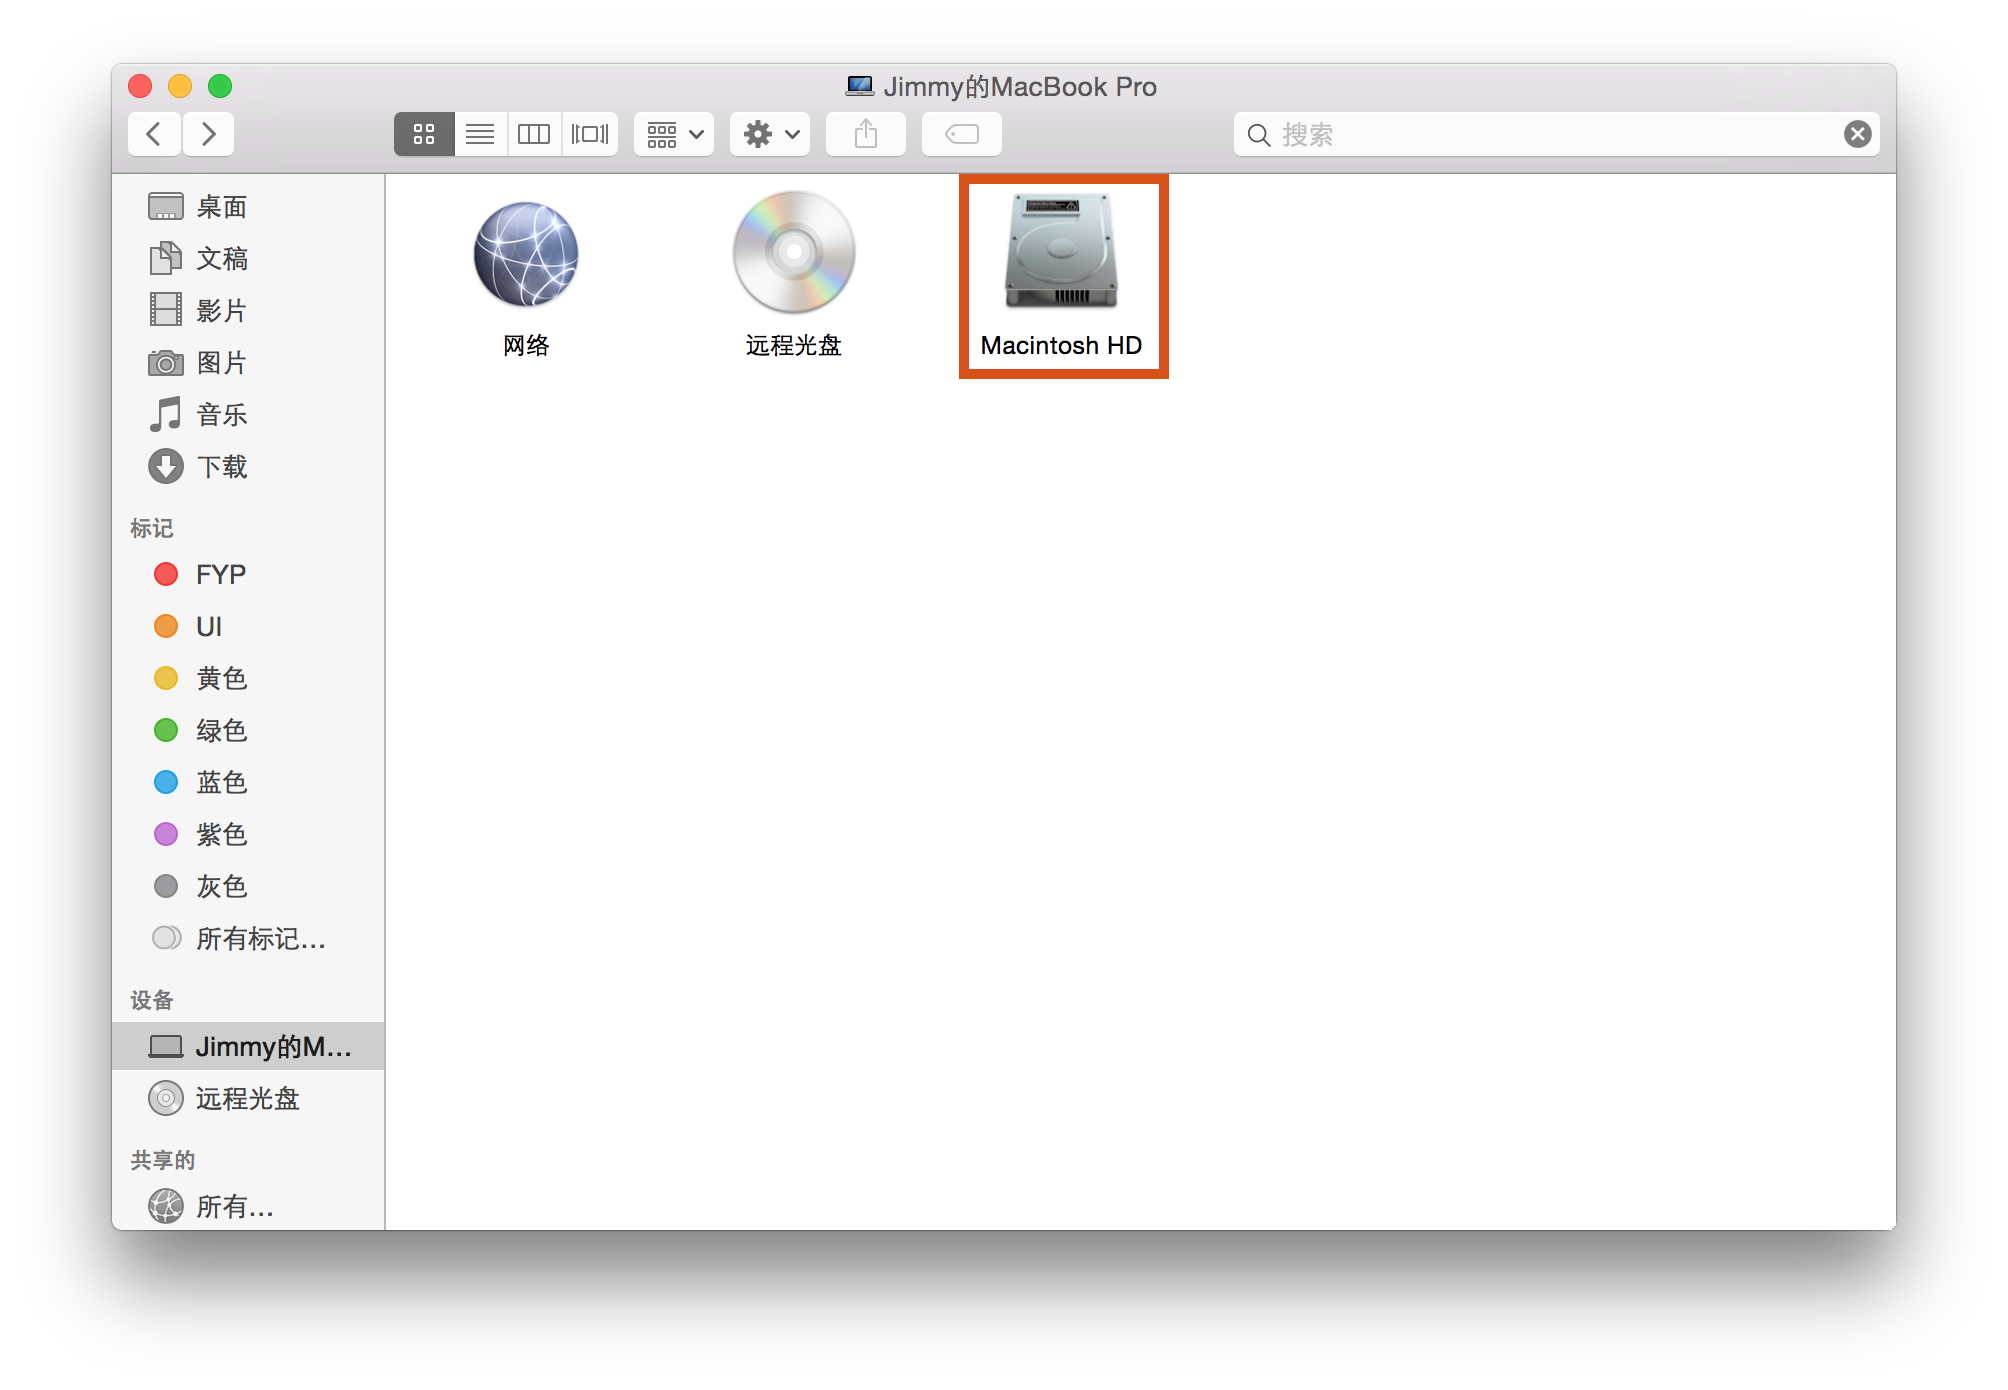 Jimmy的MacBook Pro
搜索
桌面
文稿
影片
图片
音乐
下载
标记
FYP
UI
黄色
绿色
蓝色
紫色
灰色
所有标记…
设备
Jimmy的M…
远程光盘
共享的
所有…
网络
远程光盘
Macintosh HD